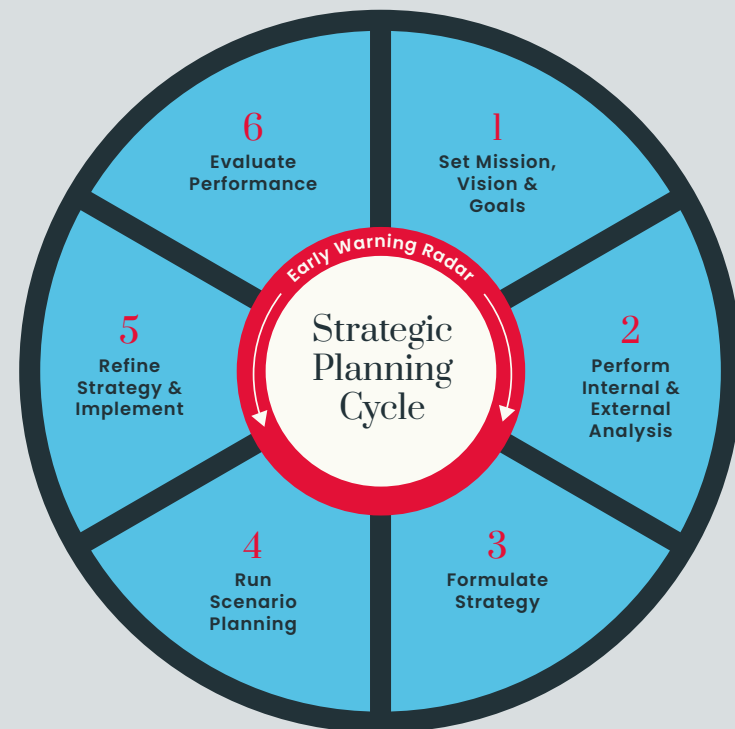 Early Warning Radar
Strategic
Planning
Cycle
1
Set Mission,
Vision &
Goals
2
Perform
Internal &
External
Analysis
3
Formulate
Strategy
4
Run
Scenario
Planning
5
Refine
Strategy &
Implement
6
Evaluate
Performance